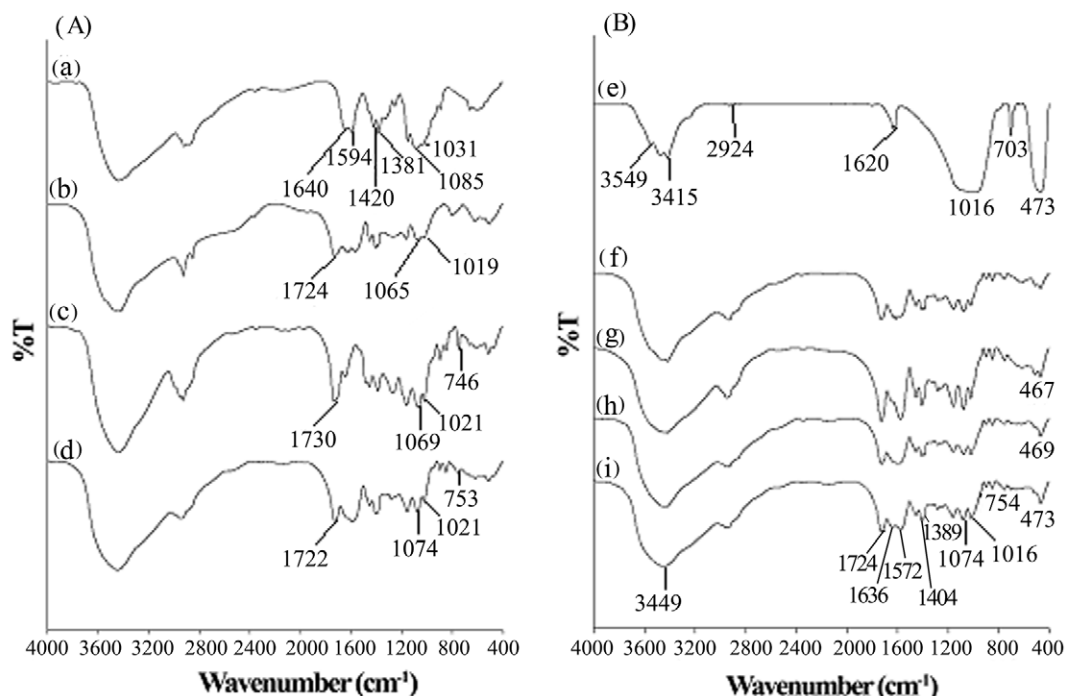 (A)
(a)
1640
1594
1420
1381
1085
1031
(b)
1724
1065
1019
(c)
1730
1069
1021
746
(d)
1722
1074
1021
753
%T
4000 3600 3200 2800 2400 2000 1600 1200 800 400
Wavenumber (cm⁻¹)
(B)
(e)
3549
3415
2924
1620
1016
703
473
(f)
(g)
467
(h)
469
(i)
3449
1724
1636
1572
1404
1389
1074
1016
754
473
%T
4000 3600 3200 2800 2400 2000 1600 1200 800 400
Wavenumber (cm⁻¹)